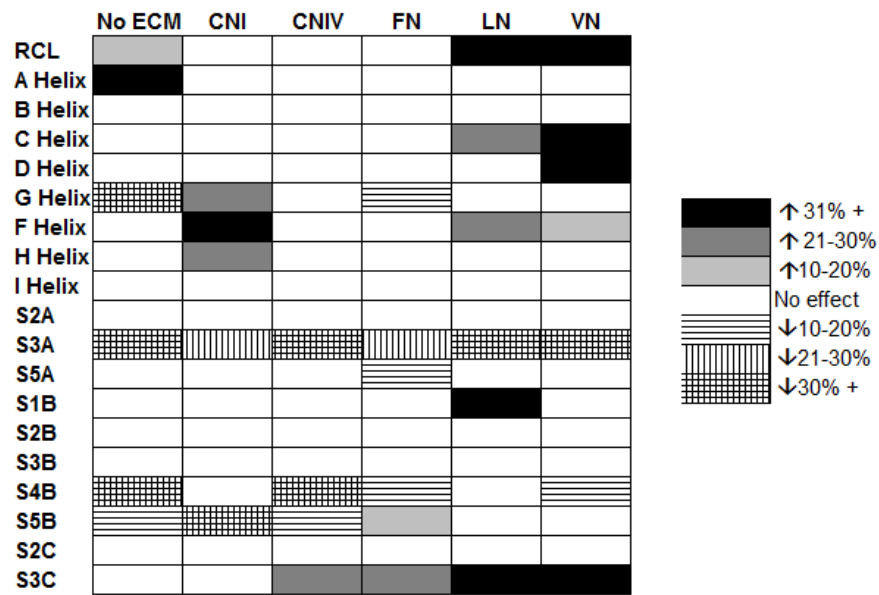 No ECM CNI CNIV FN LN VN
RCL
A Helix
B Helix
C Helix
D Helix
G Helix
F Helix
H Helix
I Helix
S2A
S3A
S5A
S1B
S2B
S3B
S4B
S5B
S2C
S3C
↑ 31% +
↑ 21-30%
↑10-20%
No effect
↓10-20%
↓21-30%
↓30% +